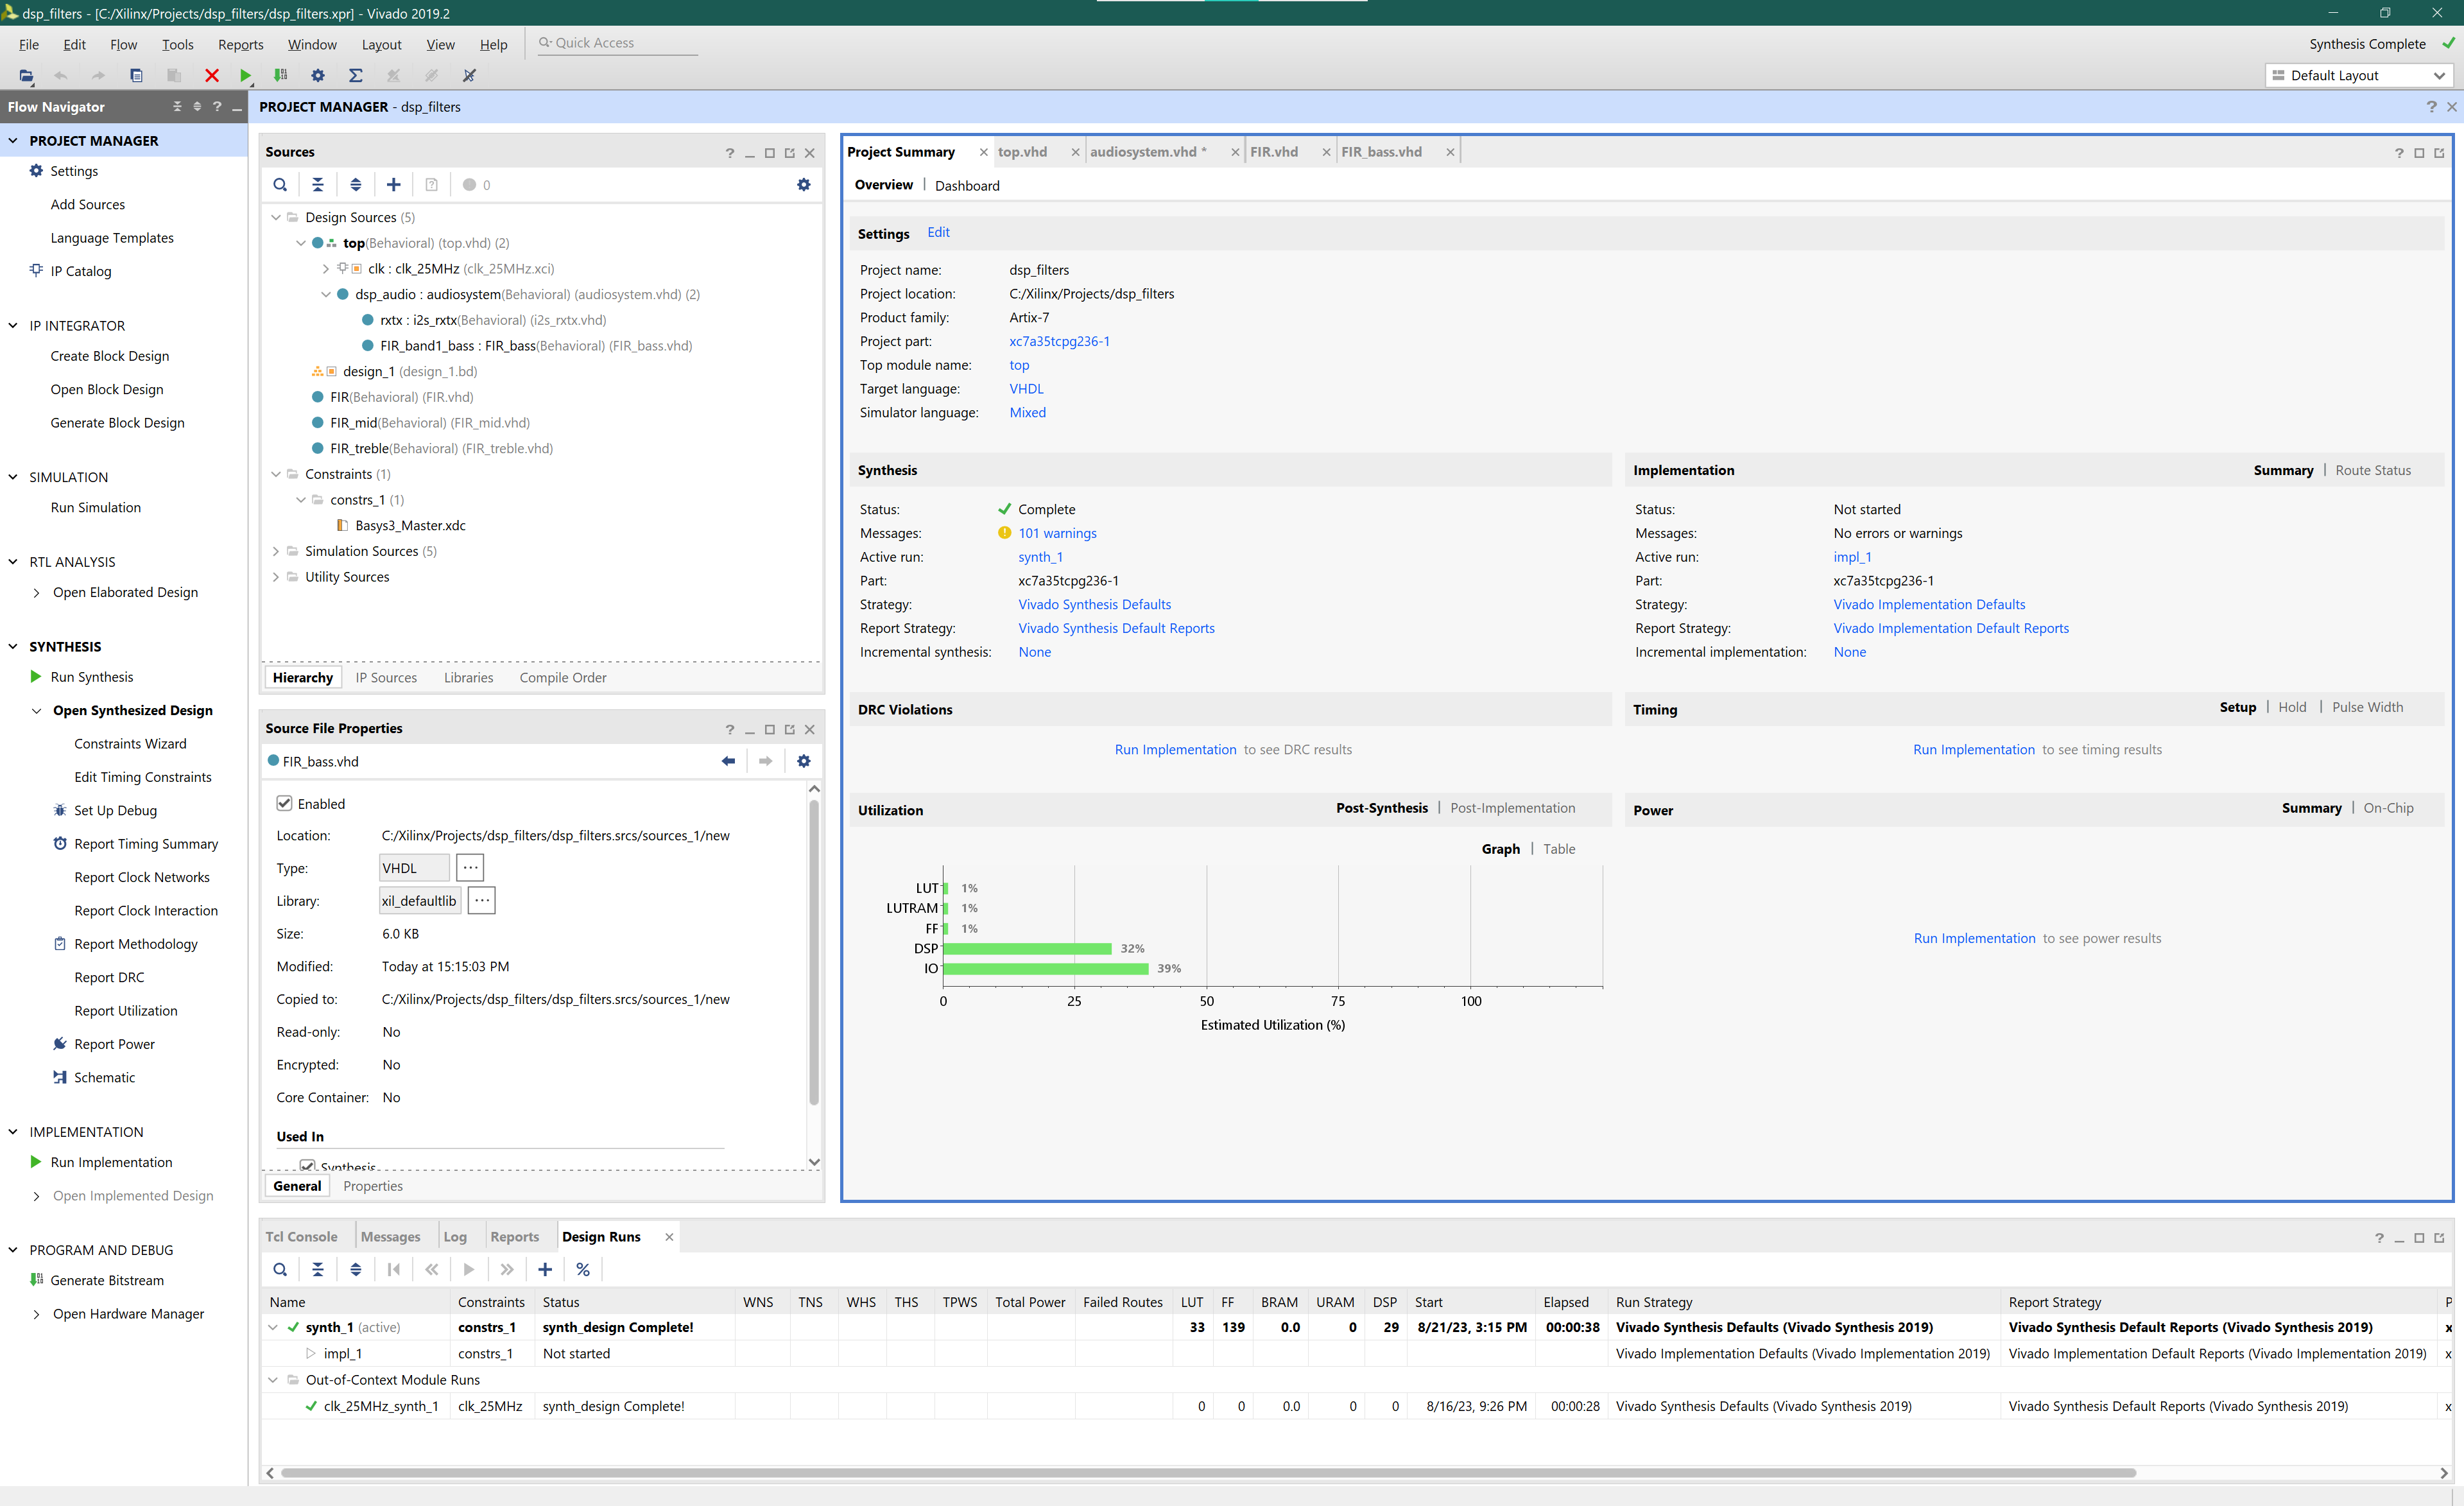 dsp_filters - [C:/Xilinx/Projects/dsp_filters/dsp_filters.xpr] - Vivado 2019.2
File Edit Flow Tools Reports Window Layout View Help Quick Access
Synthesis Complete
Default Layout
Flow Navigator
PROJECT MANAGER
Settings
Add Sources
Language Templates
IP Catalog
IP INTEGRATOR
Create Block Design
Open Block Design
Generate Block Design
SIMULATION
Run Simulation
RTL ANALYSIS
Open Elaborated Design
SYNTHESIS
Run Synthesis
Open Synthesized Design
Constraints Wizard
Edit Timing Constraints
Set Up Debug
Report Timing Summary
Report Clock Networks
Report Clock Interaction
Report Methodology
Report DRC
Report Utilization
Report Power
Schematic
IMPLEMENTATION
Run Implementation
Open Implemented Design
PROGRAM AND DEBUG
Generate Bitstream
Open Hardware Manager
PROJECT MANAGER - dsp_filters
Sources
0
Design Sources (5)
top(Behavioral) (top.vhd) (2)
clk : clk_25MHz (clk_25MHz.xci)
dsp_audio : audiosystem(Behavioral) (audiosystem.vhd) (2)
rxtx : i2s_rxtx(Behavioral) (i2s_rxtx.vhd)
FIR_band1_bass : FIR_bass(Behavioral) (FIR_bass.vhd)
design_1 (design_1.bd)
FIR(Behavioral) (FIR.vhd)
FIR_mid(Behavioral) (FIR_mid.vhd)
FIR_treble(Behavioral) (FIR_treble.vhd)
Constraints (1)
constrs_1 (1)
Basys3_Master.xdc
Simulation Sources (5)
Utility Sources
Hierarchy IP Sources Libraries Compile Order
Source File Properties
FIR_bass.vhd
Enabled
Location: C:/Xilinx/Projects/dsp_filters/dsp_filters.srcs/sources_1/new
Type: VHDL
Library: xil_defaultlib
Size: 6.0 KB
Modified: Today at 15:15:03 PM
Copied to: C:/Xilinx/Projects/dsp_filters/dsp_filters.srcs/sources_1/new
Read-only: No
Encrypted: No
Core Container: No
Used In
Synthesis
General Properties
Project Summary top.vhd audiosystem.vhd * FIR.vhd FIR_bass.vhd
Overview | Dashboard
Settings Edit
Project name: dsp_filters
Project location: C:/Xilinx/Projects/dsp_filters
Product family: Artix-7
Project part: xc7a35tcpg236-1
Top module name: top
Target language: VHDL
Simulator language: Mixed
Synthesis
Status: Complete
Messages: 101 warnings
Active run: synth_1
Part: xc7a35tcpg236-1
Strategy: Vivado Synthesis Defaults
Report Strategy: Vivado Synthesis Default Reports
Incremental synthesis: None
Implementation Summary | Route Status
Status: Not started
Messages: No errors or warnings
Active run: impl_1
Part: xc7a35tcpg236-1
Strategy: Vivado Implementation Defaults
Report Strategy: Vivado Implementation Default Reports
Incremental implementation: None
DRC Violations
Run Implementation to see DRC results
Timing Setup | Hold | Pulse Width
Run Implementation to see timing results
Utilization Post-Synthesis | Post-Implementation
Graph | Table
LUT 1%
LUTRAM 1%
FF 1%
DSP 32%
IO 39%
0 25 50 75 100
Estimated Utilization (%)
Power Summary | On-Chip
Run Implementation to see power results
Tcl Console Messages Log Reports Design Runs
Name Constraints Status WNS TNS WHS THS TPWS Total Power Failed Routes LUT FF BRAM URAM DSP Start Elapsed Run Strategy Report Strategy P
synth_1 (active) constrs_1 synth_design Complete! 33 139 0.0 0 29 8/21/23, 3:15 PM 00:00:38 Vivado Synthesis Defaults (Vivado Synthesis 2019) Vivado Synthesis Default Reports (Vivado Synthesis 2019) x
impl_1 constrs_1 Not started Vivado Implementation Defaults (Vivado Implementation 2019) Vivado Implementation Default Reports (Vivado Implementation 2019) x
Out-of-Context Module Runs
clk_25MHz_synth_1 clk_25MHz synth_design Complete! 0 0 0.0 0 0 8/16/23, 9:26 PM 00:00:28 Vivado Synthesis Defaults (Vivado Synthesis 2019) Vivado Synthesis Default Reports (Vivado Synthesis 2019) x